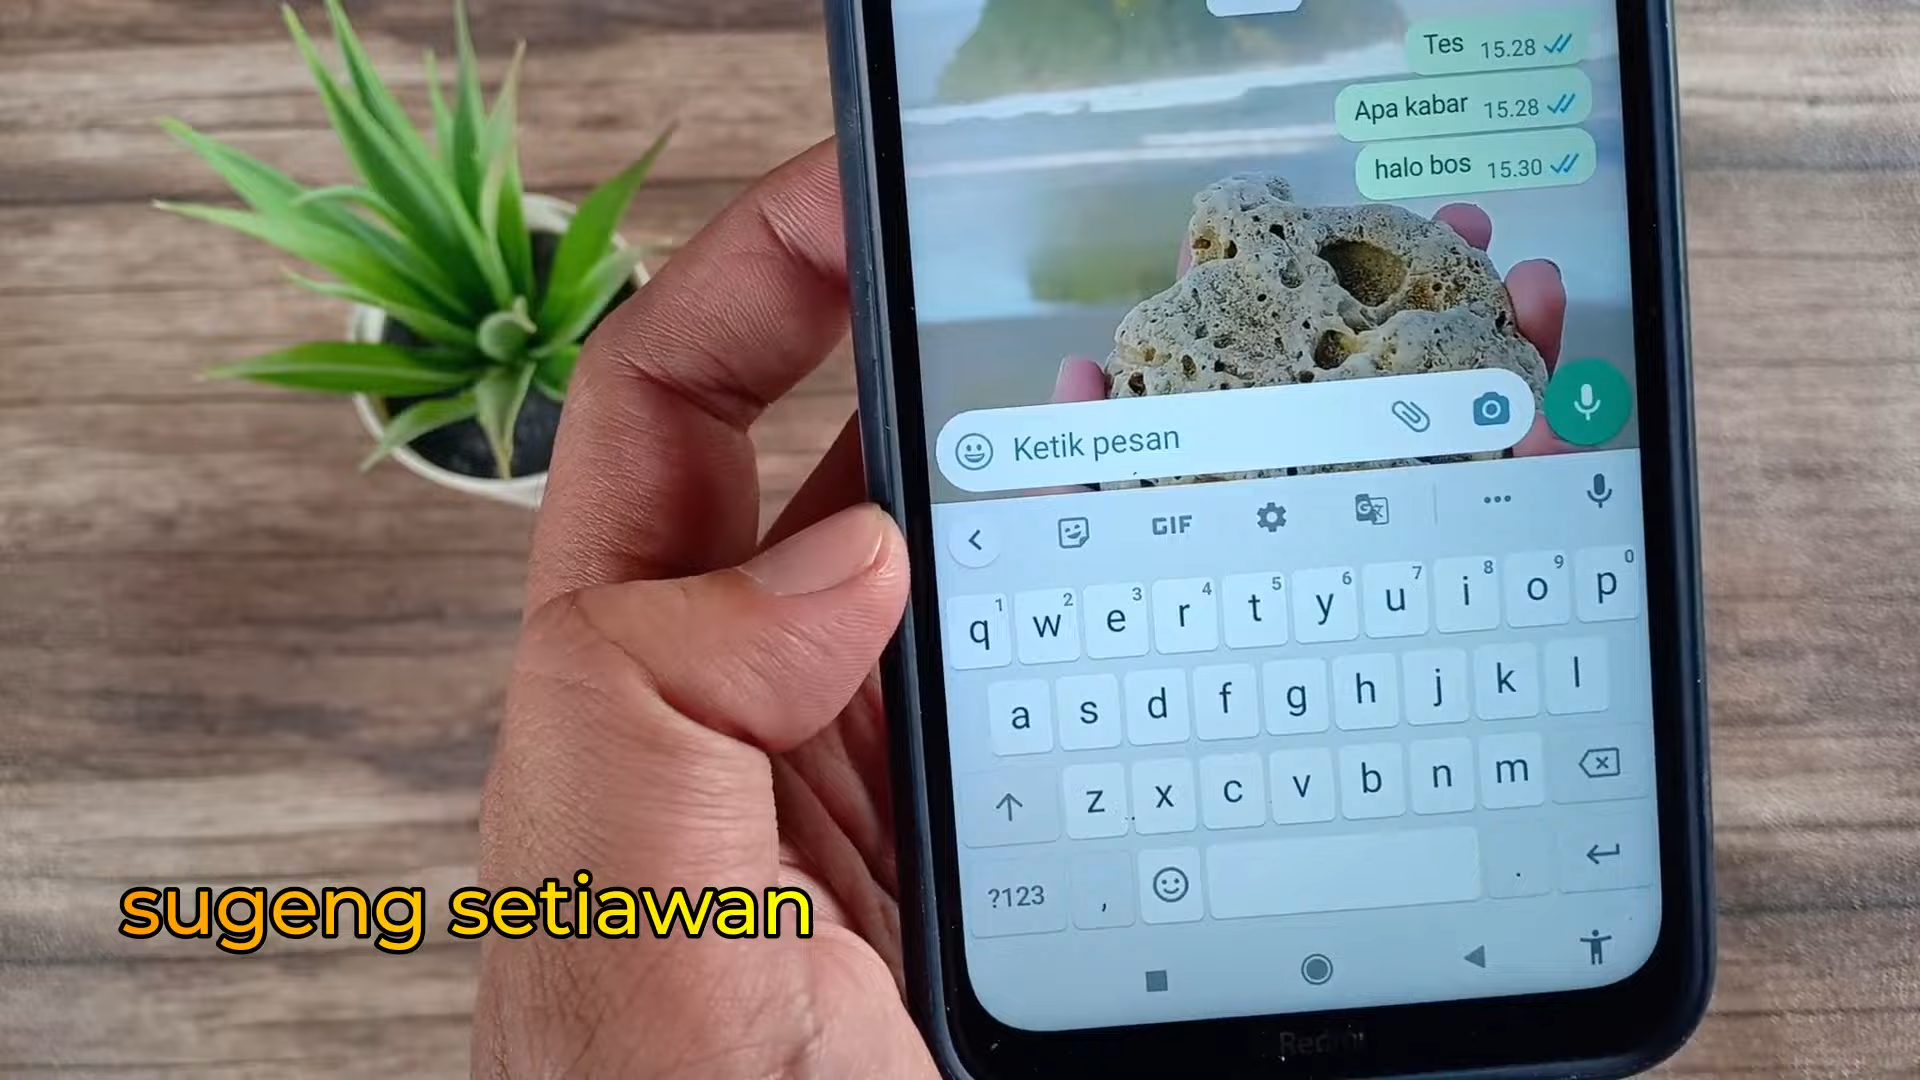 Tes 15.28
Apa kabar 15.28
halo bos 15.30
Ketik pesan
GIF
G
1 2 3 4 5 6 7 8 9 0
q w e r t y u i o p
a s d f g h j k l
z x c v b n m
?123 , .
sugeng setiawan
Redmi